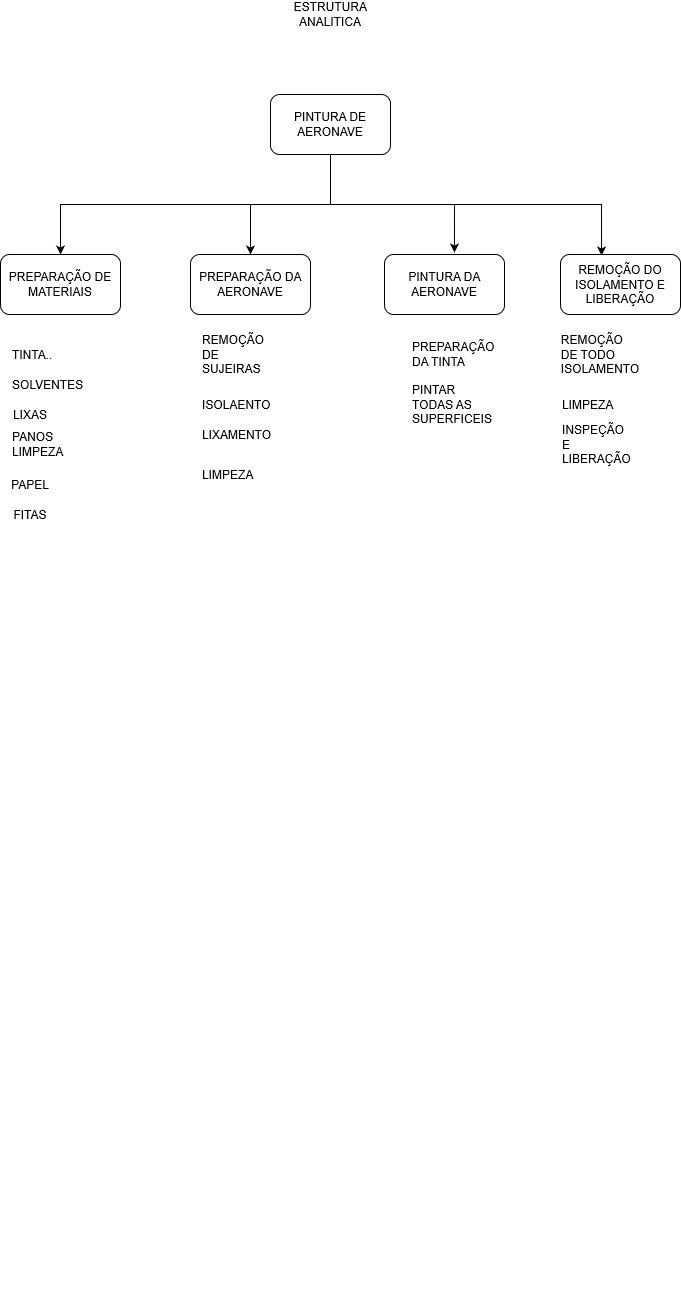 ESTRUTURA
ANALITICA
PINTURA DE
AERONAVE
PREPARAÇÃO DE
MATERIAIS
PREPARAÇÃO DA
AERONAVE
PINTURA DA
AERONAVE
REMOÇÃO DO
ISOLAMENTO E
LIBERAÇÃO
TINTA..
SOLVENTES
LIXAS
PANOS
LIMPEZA
PAPEL
FITAS
REMOÇÃO
DE
SUJEIRAS
ISOLAENTO
LIXAMENTO
LIMPEZA
PREPARAÇÃO
DA TINTA
PINTAR
TODAS AS
SUPERFICEIS
REMOÇÃO
DE TODO
ISOLAMENTO
LIMPEZA
INSPEÇÃO
E
LIBERAÇÃO